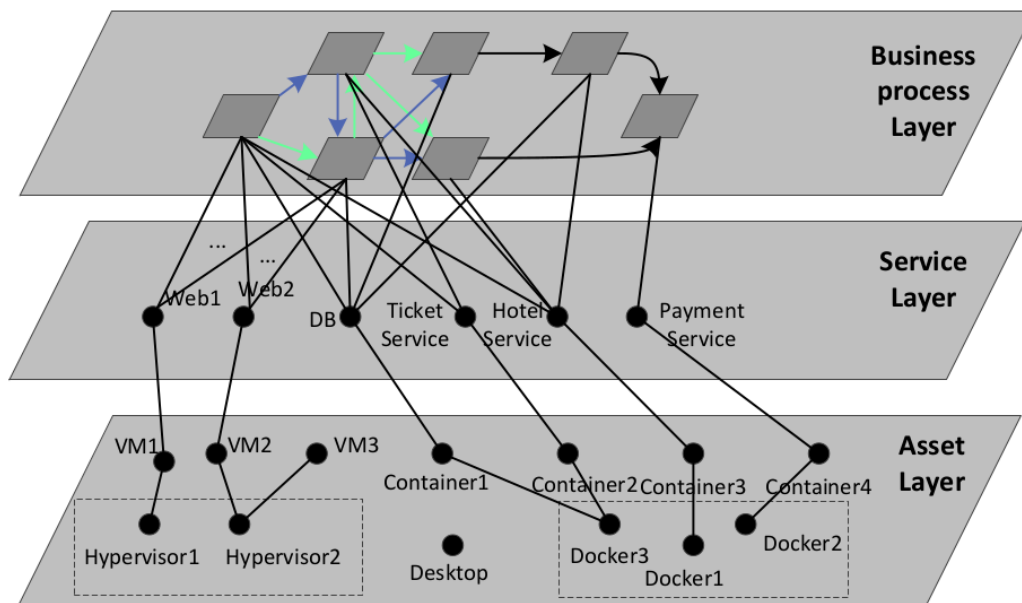 Business
process
Layer
...
...
Service
Layer
Web1
Web2
DB
Ticket
Service
Hotel
Service
Payment
Service
Asset
Layer
VM1
VM2
VM3
Container1
Container2
Container3
Container4
Hypervisor1
Hypervisor2
Desktop
Docker3
Docker1
Docker2